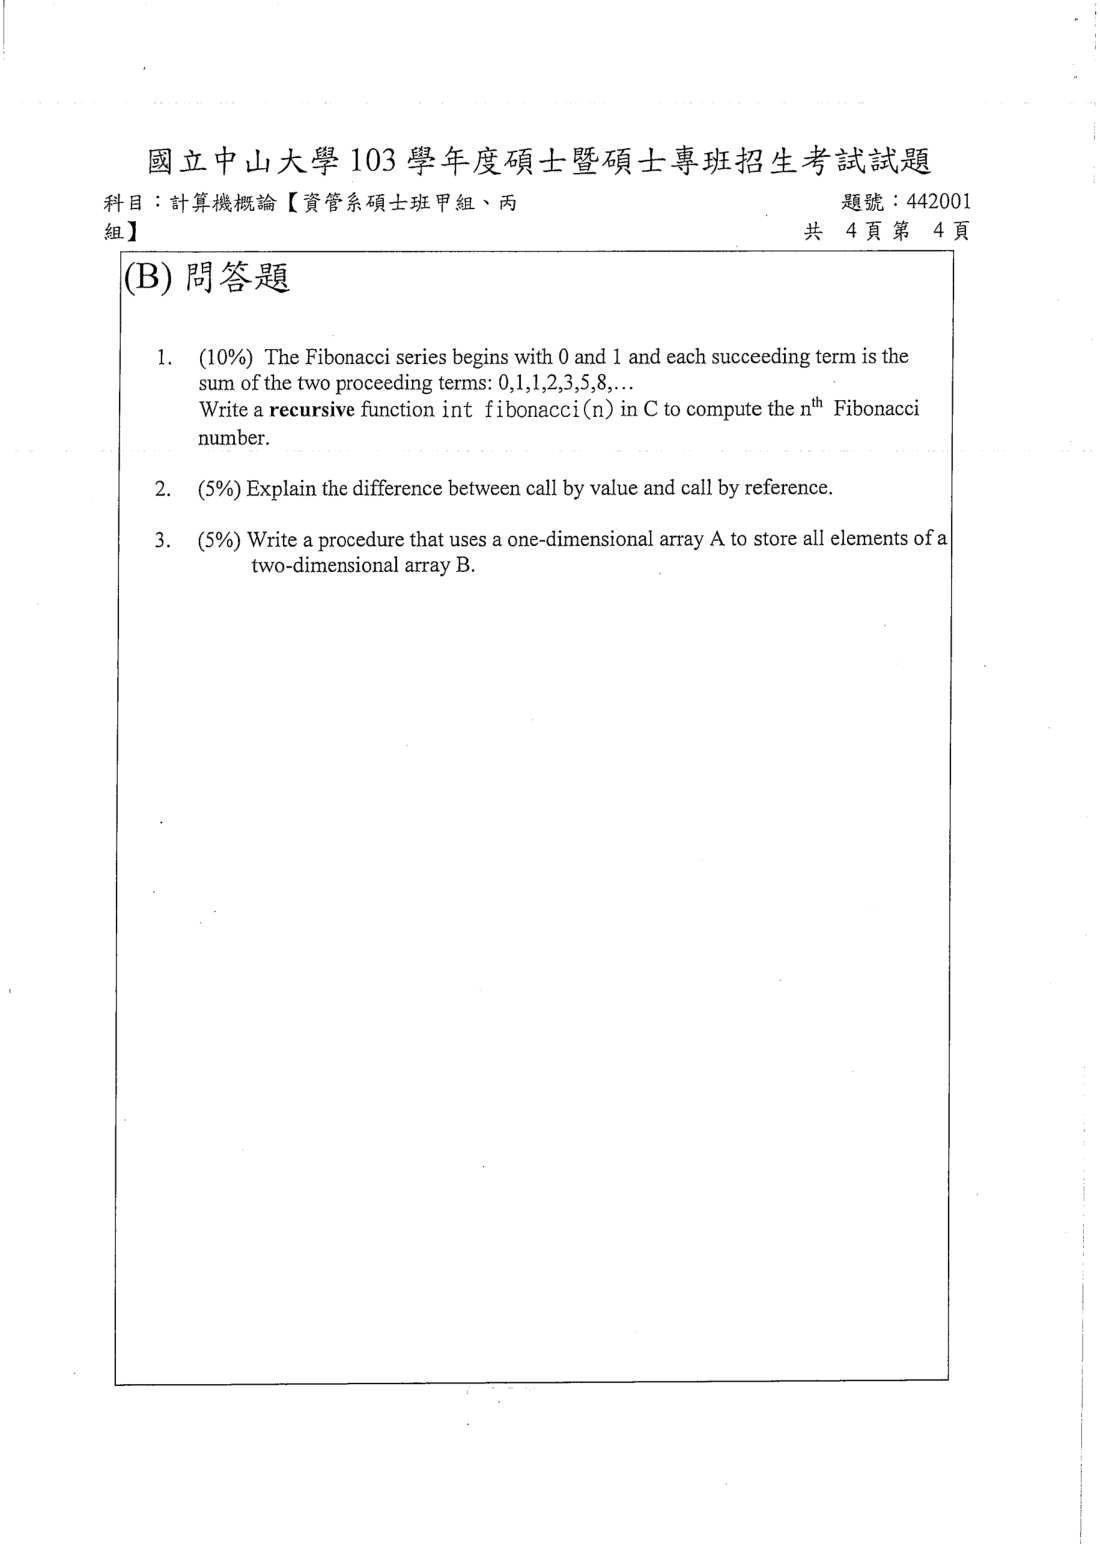 國立中山大學 103 學年度碩士暨碩士專班招生考試試題
科目：計算機概論【資管系碩士班甲組、丙
組】
題號：442001
共 4 頁 第 4 頁
(B) 問答題
1. (10%) The Fibonacci series begins with 0 and 1 and each succeeding term is the
sum of the two proceeding terms: 0,1,1,2,3,5,8,…
Write a recursive function int fibonacci(n) in C to compute the nth Fibonacci
number.
2. (5%) Explain the difference between call by value and call by reference.
3. (5%) Write a procedure that uses a one-dimensional array A to store all elements of a
two-dimensional array B.